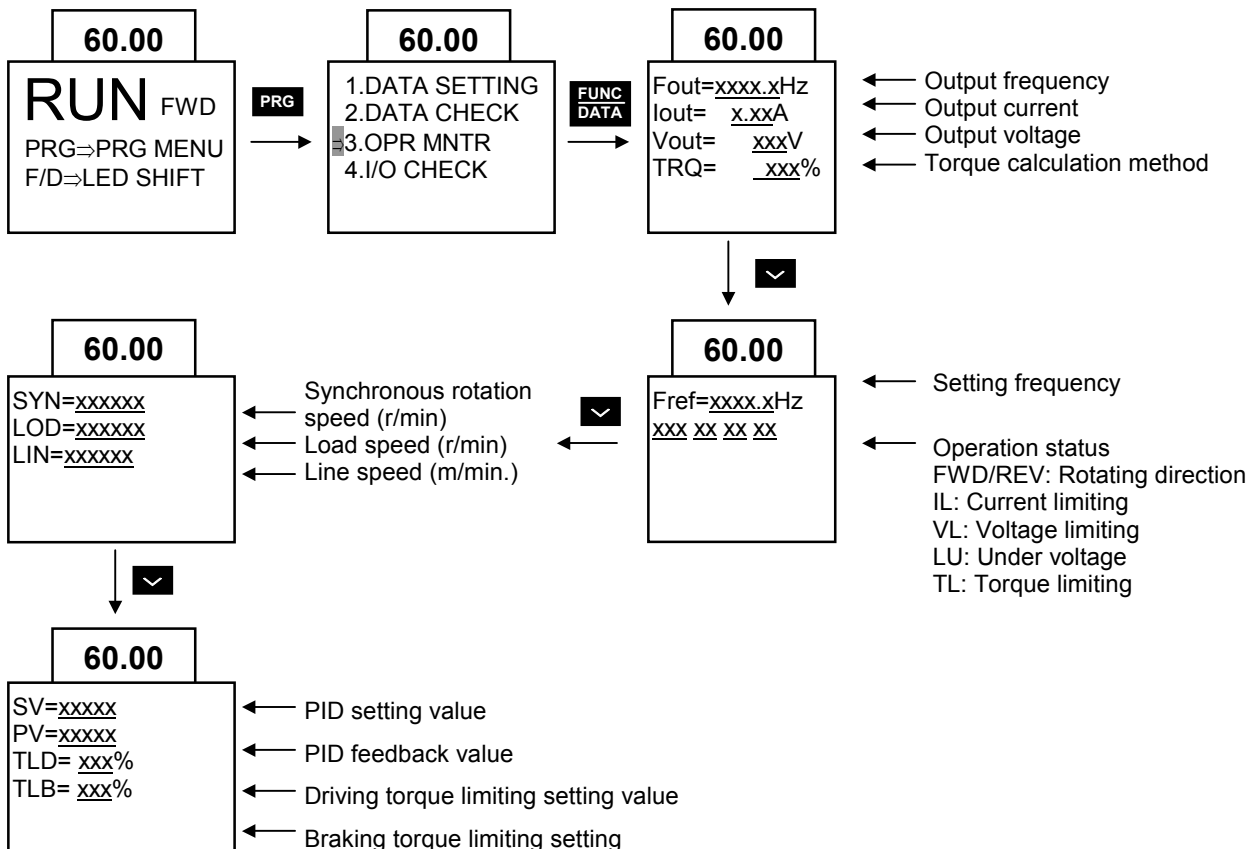 60.00
RUN FWD
PRG⇒PRG MENU
F/D⇒LED SHIFT
PRG
60.00
1.DATA SETTING
2.DATA CHECK
⇒3.OPR MNTR
4.I/O CHECK
FUNC
DATA
60.00
Fout=xxxx.xHz
Iout= x.xxA
Vout= xxxV
TRQ= xxx%
Output frequency
Output current
Output voltage
Torque calculation method
60.00
Fref=xxxx.xHz
xxx xx xx xx
Setting frequency
Operation status
FWD/REV: Rotating direction
IL: Current limiting
VL: Voltage limiting
LU: Under voltage
TL: Torque limiting
60.00
SYN=xxxxxx
LOD=xxxxxx
LIN=xxxxxx
Synchronous rotation
speed (r/min)
Load speed (r/min)
Line speed (m/min.)
60.00
SV=xxxxx
PV=xxxxx
TLD= xxx%
TLB= xxx%
PID setting value
PID feedback value
Driving torque limiting setting value
Braking torque limiting setting